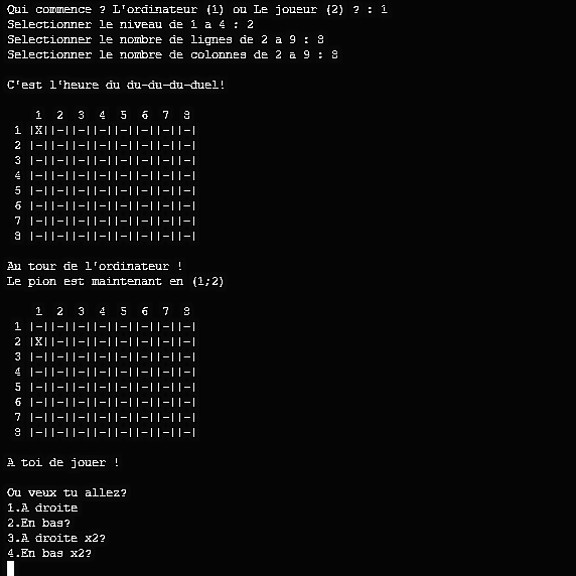 Qui commence ? L'ordinateur (1) ou Le joueur (2) ? : 1
Selectionner le niveau de 1 a 4 : 2
Selectionner le nombre de lignes de 2 a 9 : 8
Selectionner le nombre de colonnes de 2 a 9 : 8
C'est l'heure du du-du-du-duel!
1 2 3 4 5 6 7 8
1 |X||-||-||-||-||-||-||-|
2 |-||-||-||-||-||-||-||-|
3 |-||-||-||-||-||-||-||-|
4 |-||-||-||-||-||-||-||-|
5 |-||-||-||-||-||-||-||-|
6 |-||-||-||-||-||-||-||-|
7 |-||-||-||-||-||-||-||-|
8 |-||-||-||-||-||-||-||-|
Au tour de l'ordinateur !
Le pion est maintenant en (1;2)
1 2 3 4 5 6 7 8
1 |-||-||-||-||-||-||-||-|
2 |X||-||-||-||-||-||-||-|
3 |-||-||-||-||-||-||-||-|
4 |-||-||-||-||-||-||-||-|
5 |-||-||-||-||-||-||-||-|
6 |-||-||-||-||-||-||-||-|
7 |-||-||-||-||-||-||-||-|
8 |-||-||-||-||-||-||-||-|
A toi de jouer !
Ou veux tu allez?
1.A droite
2.En bas?
3.A droite x2?
4.En bas x2?